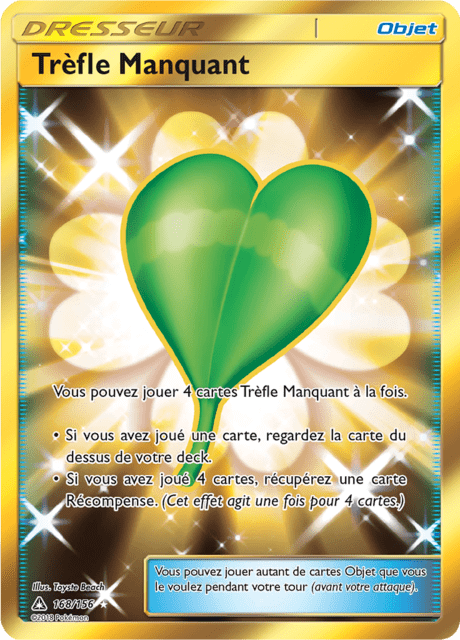 DRESSEUR
Objet
Trèfle Manquant
Vous pouvez jouer 4 cartes Trèfle Manquant à la fois.
• Si vous avez joué une carte, regardez la carte du
dessus de votre deck.
• Si vous avez joué 4 cartes, récupérez une carte
Récompense. (Cet effet agit une fois pour 4 cartes.)
Illus. Toyste Beach
168/156
©2018 Pokémon
Vous pouvez jouer autant de cartes Objet que vous
le voulez pendant votre tour (avant votre attaque).